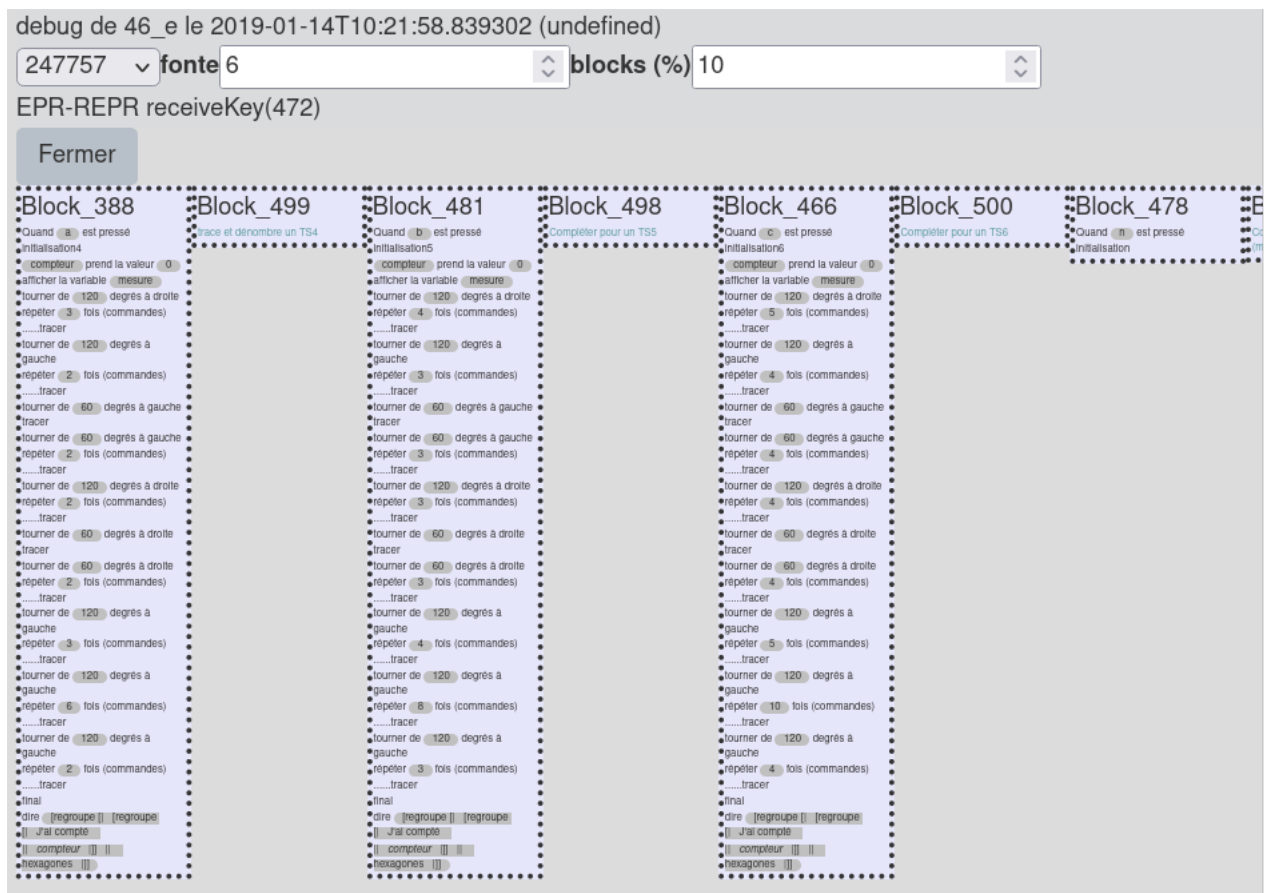 debug de 46_e le 2019-01-14T10:21:58.839302 (undefined)
247757 fonte 6 blocks (%) 10
EPR-REPR receiveKey(472)
Fermer
Block_388
Quand a est pressé
initialisation4
compteur prend la valeur 0
afficher la variable mesure
tourner de 120 degrés à droite
répéter 3 fois (commandes)
......tracer
tourner de 120 degrés à
gauche
répéter 2 fois (commandes)
......tracer
tourner de 60 degrés à gauche
tracer
tourner de 60 degrés à gauche
répéter 2 fois (commandes)
......tracer
tourner de 120 degrés à droite
répéter 2 fois (commandes)
......tracer
tourner de 60 degrés à droite
tracer
tourner de 60 degrés à droite
répéter 2 fois (commandes)
......tracer
tourner de 120 degrés à
gauche
répéter 3 fois (commandes)
......tracer
tourner de 120 degrés à
gauche
répéter 6 fois (commandes)
......tracer
tourner de 120 degrés à
gauche
répéter 2 fois (commandes)
......tracer
final
dire [regroupe [| [regroupe
[| J'ai compté
|| compteur |]] ||
hexagones |]]
Block_499
trace et dénombre un TS4
Block_481
Quand b est pressé
initialisation5
compteur prend la valeur 0
afficher la variable mesure
tourner de 120 degrés à droite
répéter 4 fois (commandes)
......tracer
tourner de 120 degrés à
gauche
répéter 3 fois (commandes)
......tracer
tourner de 60 degrés à gauche
tracer
tourner de 60 degrés à gauche
répéter 3 fois (commandes)
......tracer
tourner de 120 degrés à droite
répéter 3 fois (commandes)
......tracer
tourner de 60 degrés à droite
tracer
tourner de 60 degrés à droite
répéter 3 fois (commandes)
......tracer
tourner de 120 degrés à
gauche
répéter 4 fois (commandes)
......tracer
tourner de 120 degrés à
gauche
répéter 8 fois (commandes)
......tracer
tourner de 120 degrés à
gauche
répéter 3 fois (commandes)
......tracer
final
dire [regroupe [| [regroupe
[| J'ai compté
|| compteur |]] ||
hexagones |]]
Block_498
Compléter pour un TS5
Block_466
Quand c est pressé
initialisation6
compteur prend la valeur 0
afficher la variable mesure
tourner de 120 degrés à droite
répéter 5 fois (commandes)
......tracer
tourner de 120 degrés à
gauche
répéter 4 fois (commandes)
......tracer
tourner de 60 degrés à gauche
tracer
tourner de 60 degrés à gauche
répéter 4 fois (commandes)
......tracer
tourner de 120 degrés à droite
répéter 4 fois (commandes)
......tracer
tourner de 60 degrés à droite
tracer
tourner de 60 degrés à droite
répéter 4 fois (commandes)
......tracer
tourner de 120 degrés à
gauche
répéter 5 fois (commandes)
......tracer
tourner de 120 degrés à
gauche
répéter 10 fois (commandes)
......tracer
tourner de 120 degrés à
gauche
répéter 4 fois (commandes)
......tracer
final
dire [regroupe [| [regroupe
[| J'ai compté
|| compteur |]] ||
hexagones |]]
Block_500
Compléter pour un TS6
Block_478
Quand n est pressé
initialisation